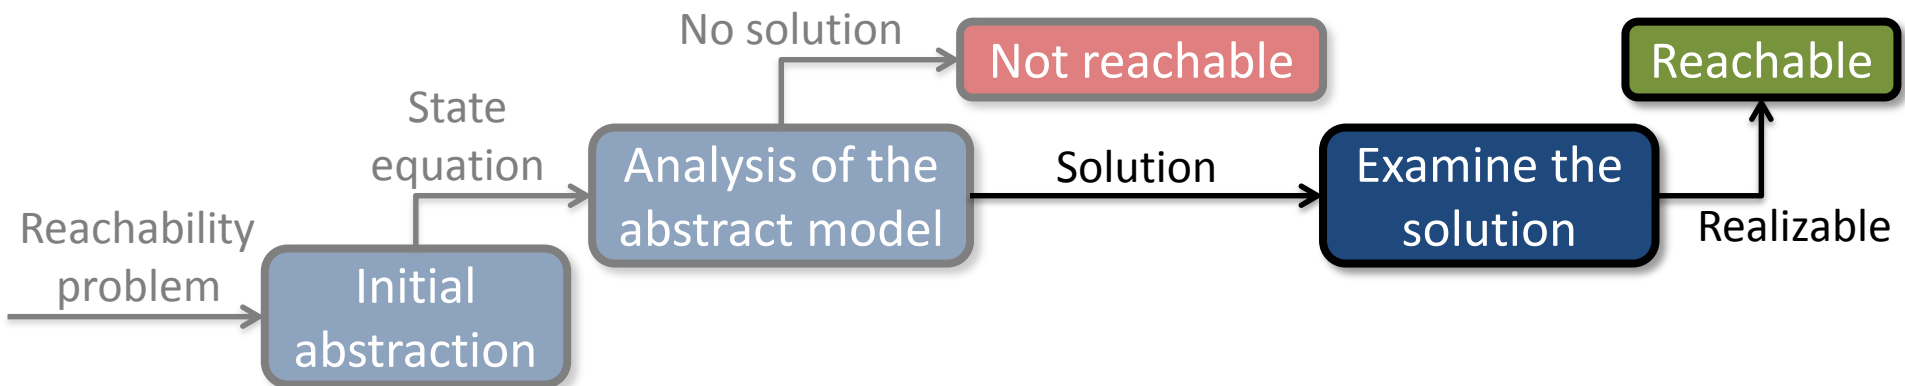 Reachability
problem
Initial
abstraction
State
equation
Analysis of the
abstract model
No solution
Not reachable
Solution
Examine the
solution
Realizable
Reachable